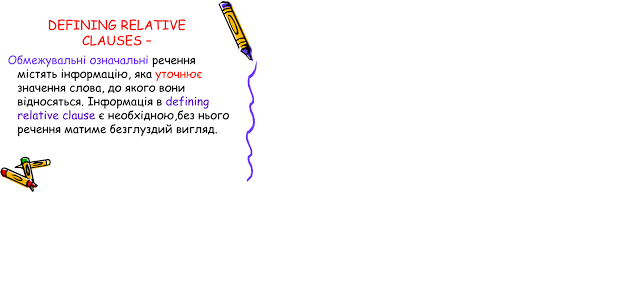 DEFINING RELATIVE
CLAUSES –
Обмежувальні означальні речення
містять інформацію, яка уточнює
значення слова, до якого вони
відносяться. Інформація в defining
relative clause є необхідною,без нього
речення матиме безглуздий вигляд.